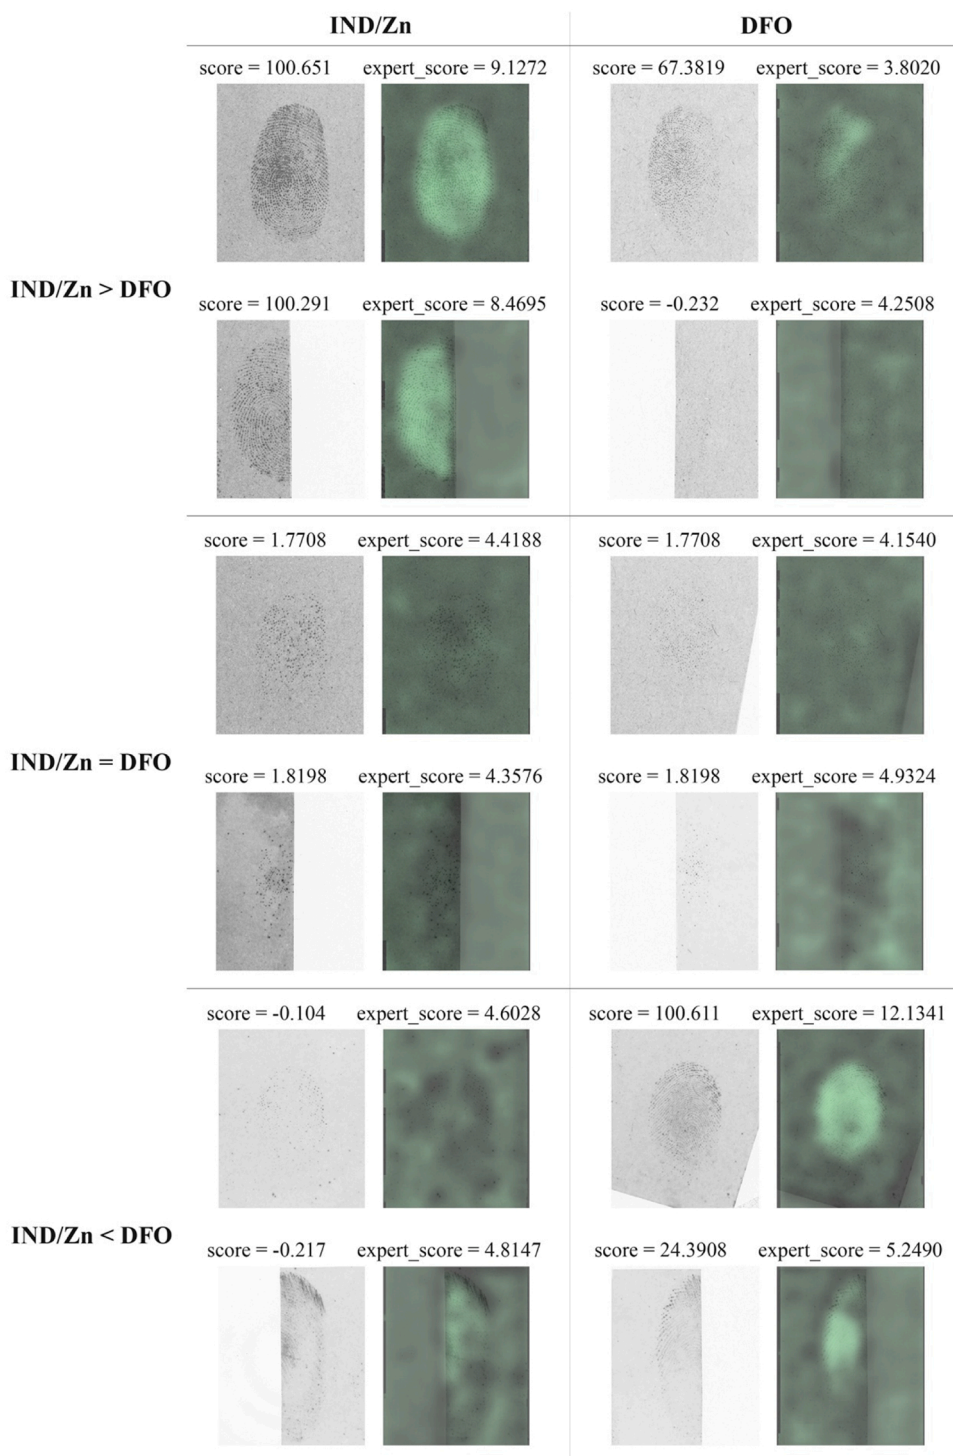 IND/Zn DFO
score = 100.651 expert_score = 9.1272 score = 67.3819 expert_score = 3.8020
IND/Zn > DFO
score = 100.291 expert_score = 8.4695 score = -0.232 expert_score = 4.2508
score = 1.7708 expert_score = 4.4188 score = 1.7708 expert_score = 4.1540
IND/Zn = DFO
score = 1.8198 expert_score = 4.3576 score = 1.8198 expert_score = 4.9324
score = -0.104 expert_score = 4.6028 score = 100.611 expert_score = 12.1341
IND/Zn < DFO
score = -0.217 expert_score = 4.8147 score = 24.3908 expert_score = 5.2490